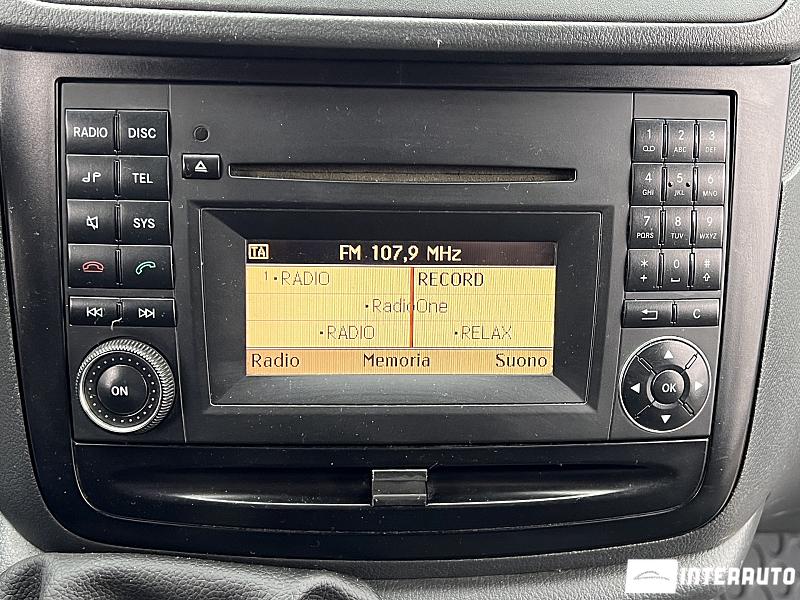 RADIO DISC
TEL
SYS
ON
TA FM 107,9 MHz
1•RADIO RECORD
•RadioOne
•RADIO •RELAX
Radio Memoria Suono
1 2 3
ABC DEF
4 5 6
GHI JKL MNO
7 8 9
PQRS TUV WXYZ
* 0 #
+
C
OK
INTERAUTO